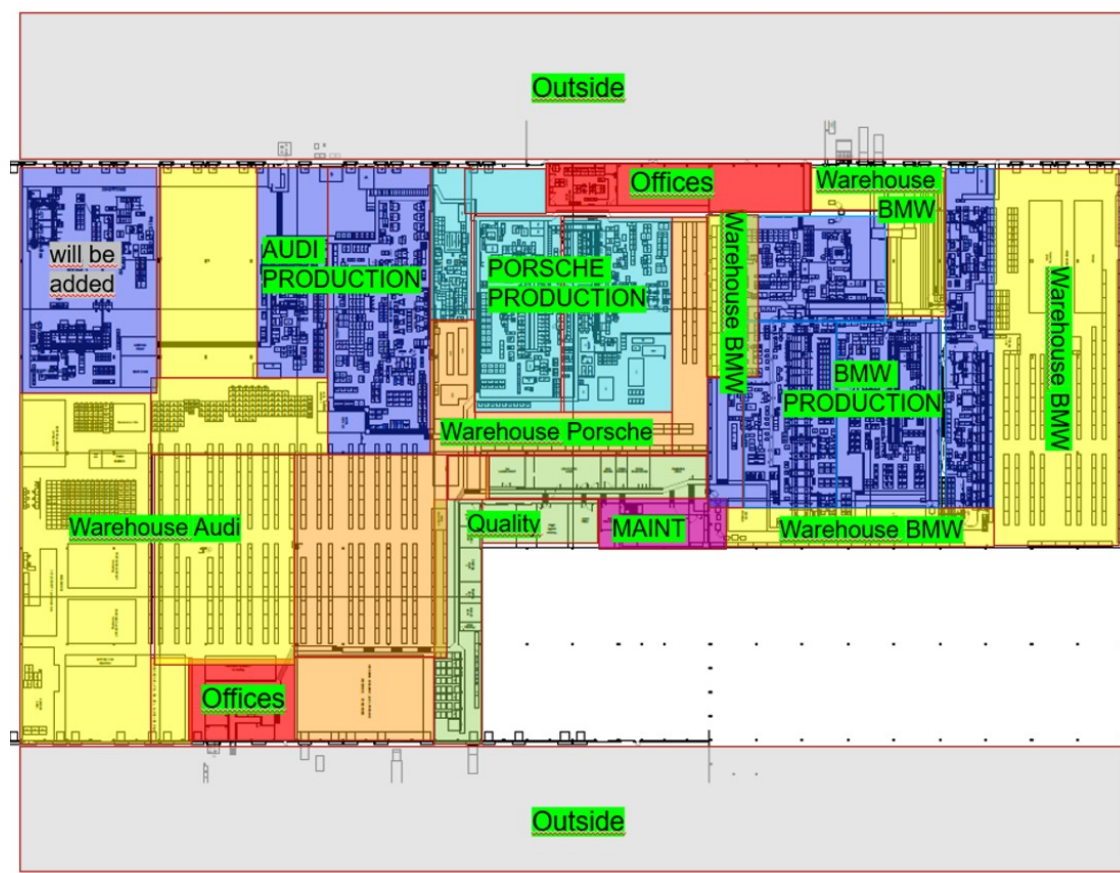 Outside
Offices
Warehouse
BMW
will be
added
AUDI
PRODUCTION
PORSCHE
PRODUCTION
Warehouse BMW
BMW
PRODUCTION
Warehouse BMW
Warehouse Porsche
Warehouse Audi
Quality
MAINT
Warehouse BMW
Offices
Outside